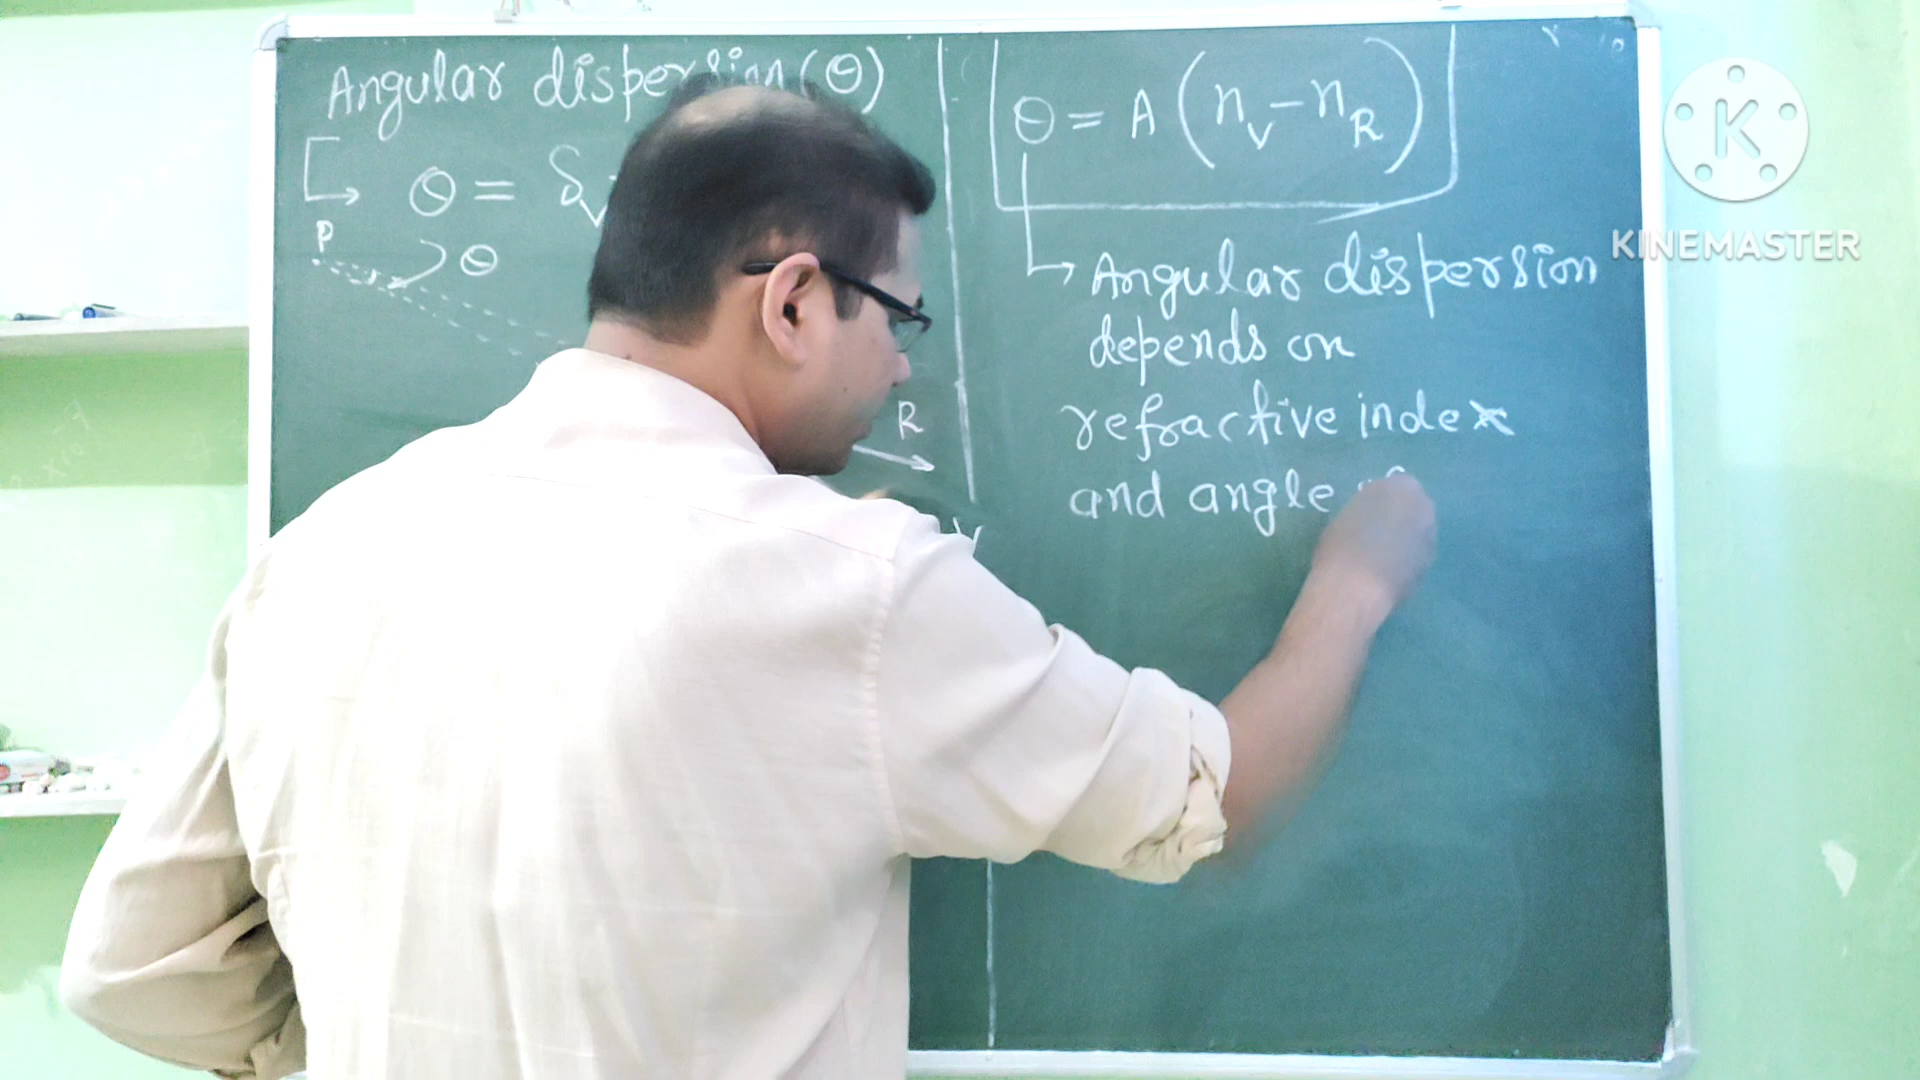 Angular dispersion (θ)
θ = δ
V
P
θ
R
V
θ = A (n_V - n_R)
Angular dispersion
depends on
refractive index
and angle
K
KINEMASTER